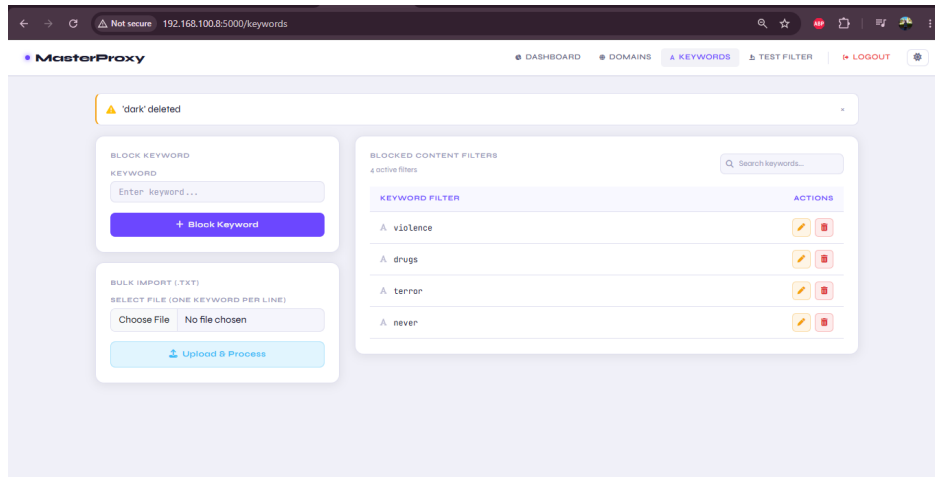 Not secure 192.168.100.8:5000/keywords
ABP
MasterProxy
DASHBOARD DOMAINS KEYWORDS TEST FILTER LOGOUT
'dark' deleted
BLOCK KEYWORD
KEYWORD
Enter keyword...
+ Block Keyword
BULK IMPORT (.TXT)
SELECT FILE (ONE KEYWORD PER LINE)
Choose File No file chosen
Upload & Process
BLOCKED CONTENT FILTERS
4 active filters
Search keywords...
KEYWORD FILTER ACTIONS
A violence
A drugs
A terror
A never